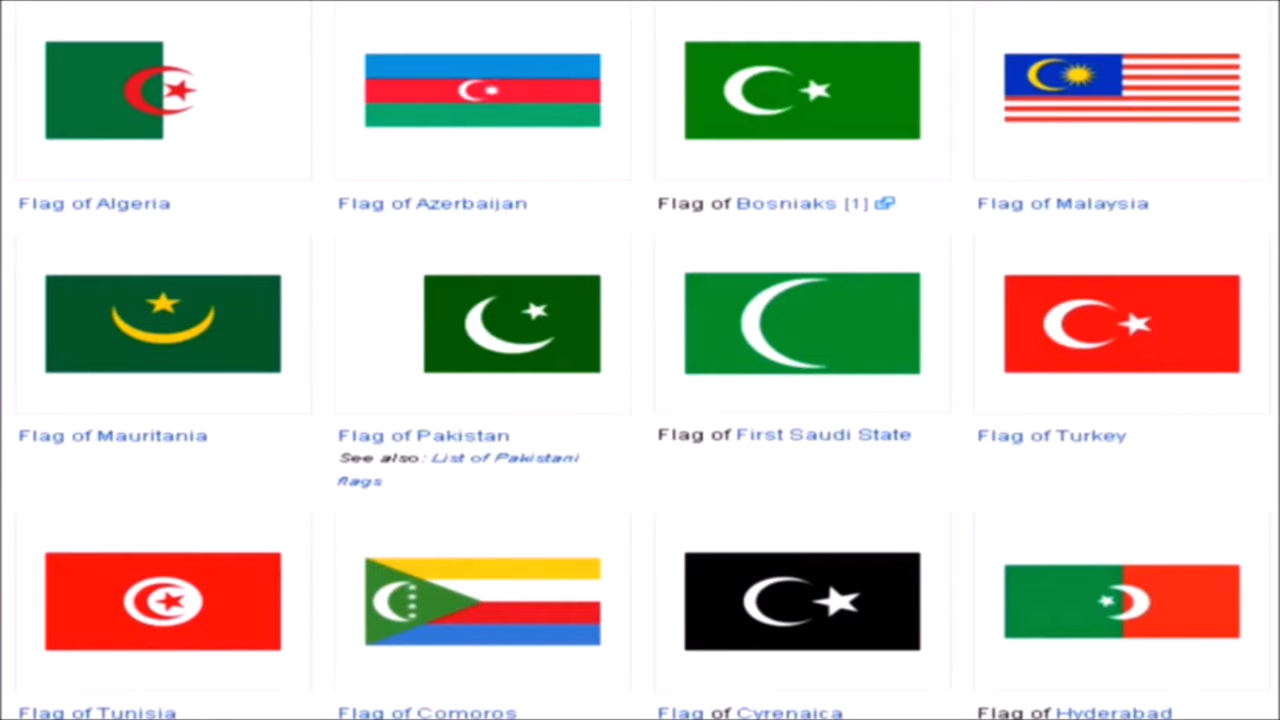 Flag of Algeria
Flag of Azerbaijan
Flag of Bosniaks [1]
Flag of Malaysia
Flag of Mauritania
Flag of Pakistan
See also: List of Pakistani
flags
Flag of First Saudi State
Flag of Turkey
Flag of Tunisia
Flag of Comoros
Flag of Cyrenaica
Flag of Hyderabad